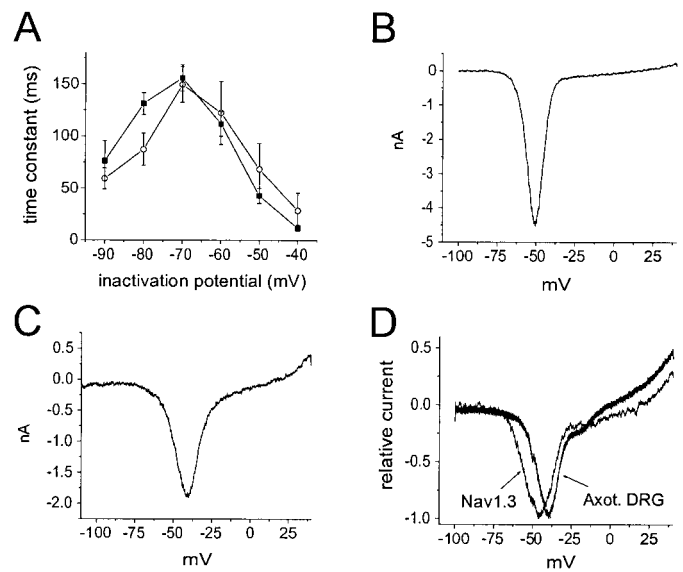 A
time constant (ms)
150
100
50
0
-90 -80 -70 -60 -50 -40
inactivation potential (mV)
B
nA
0
-1
-2
-3
-4
-5
-100 -75 -50 -25 0 25
mV
C
nA
0.5
0.0
-0.5
-1.0
-1.5
-2.0
-100 -75 -50 -25 0 25
mV
D
relative current
0.5
0.0
-0.5
-1.0
Nav1.3
Axot. DRG
-100 -75 -50 -25 0 25
mV